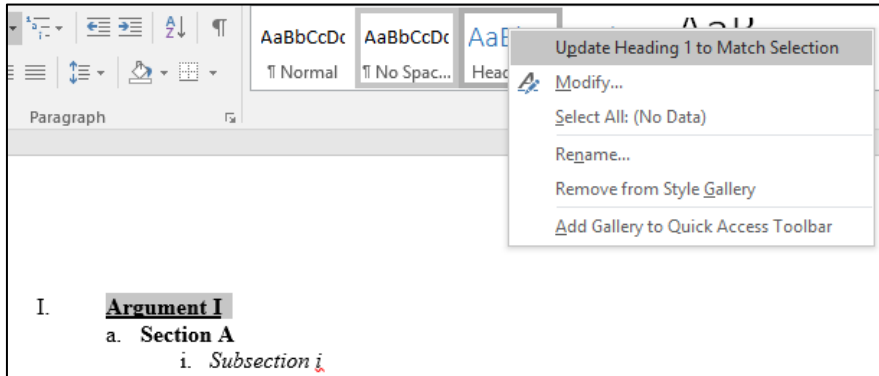 AaBbCcDc AaBbCcDc AaB
¶ Normal ¶ No Spac... Head
Paragraph
Update Heading 1 to Match Selection
Modify...
Select All: (No Data)
Rename...
Remove from Style Gallery
Add Gallery to Quick Access Toolbar
I. Argument I
a. Section A
i. Subsection i